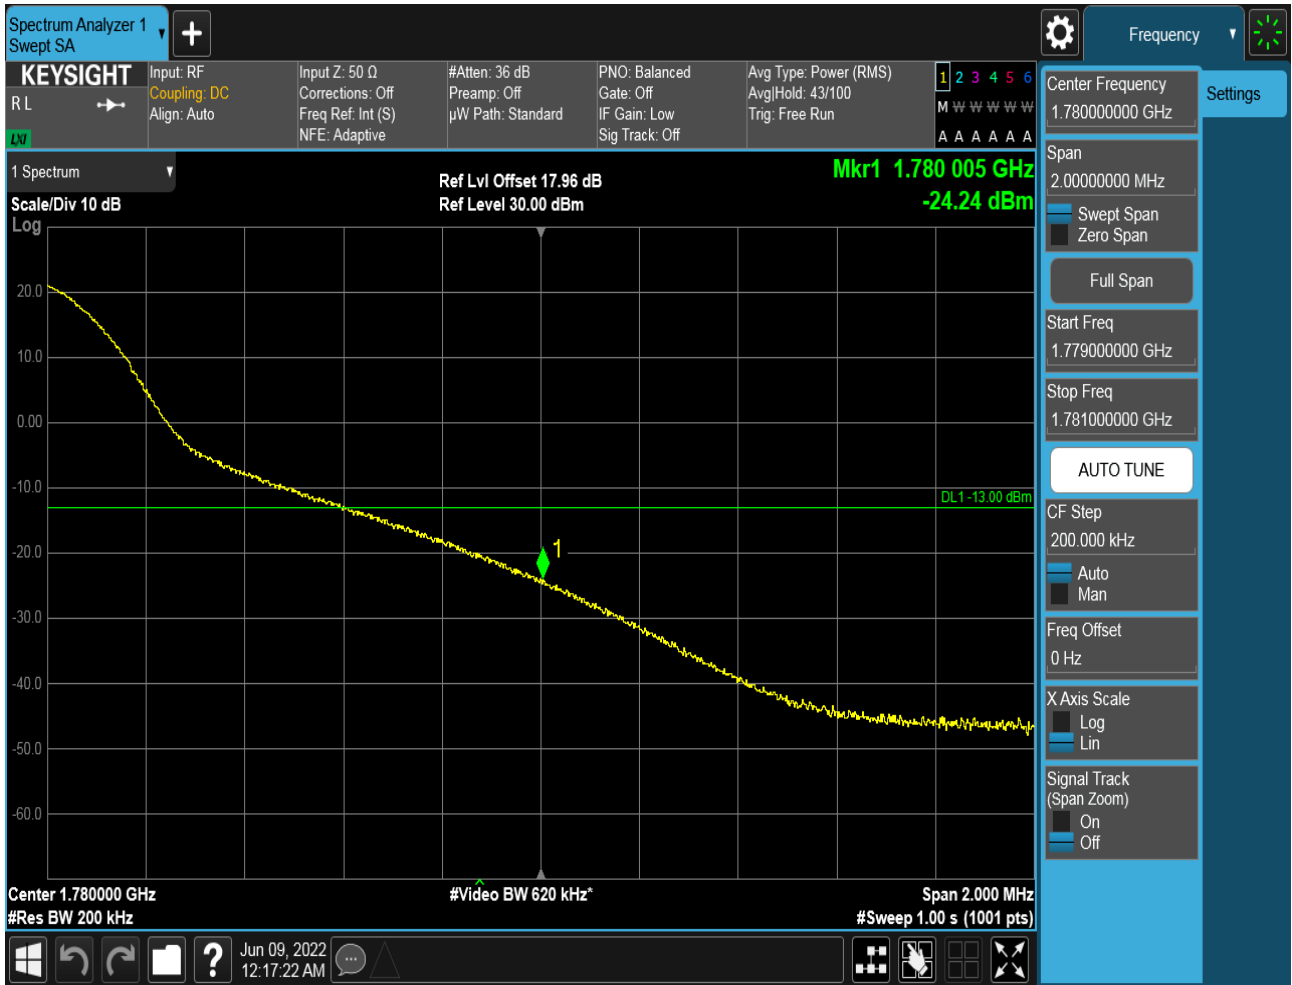 Spectrum Analyzer 1
Swept SA
Frequency
KEYSIGHT
R L
LXI
Input: RF
Coupling: DC
Align: Auto
Input Z: 50 Ω
Corrections: Off
Freq Ref: Int (S)
NFE: Adaptive
#Atten: 36 dB
Preamp: Off
µW Path: Standard
PNO: Balanced
Gate: Off
IF Gain: Low
Sig Track: Off
Avg Type: Power (RMS)
Avg|Hold: 43/100
Trig: Free Run
1 2 3 4 5 6
M W W W W W
A A A A A A
1 Spectrum
Scale/Div 10 dB
Log
Ref Lvl Offset 17.96 dB
Ref Level 30.00 dBm
Mkr1 1.780 005 GHz
-24.24 dBm
20.0
10.0
0.00
-10.0
-20.0
-30.0
-40.0
-50.0
-60.0
DL1 -13.00 dBm
1
Center 1.780000 GHz
#Res BW 200 kHz
#Video BW 620 kHz*
Span 2.000 MHz
#Sweep 1.00 s (1001 pts)
Center Frequency
1.780000000 GHz
Settings
Span
2.00000000 MHz
Swept Span
Zero Span
Full Span
Start Freq
1.779000000 GHz
Stop Freq
1.781000000 GHz
AUTO TUNE
CF Step
200.000 kHz
Auto
Man
Freq Offset
0 Hz
X Axis Scale
Log
Lin
Signal Track
(Span Zoom)
On
Off
?
Jun 09, 2022
12:17:22 AM